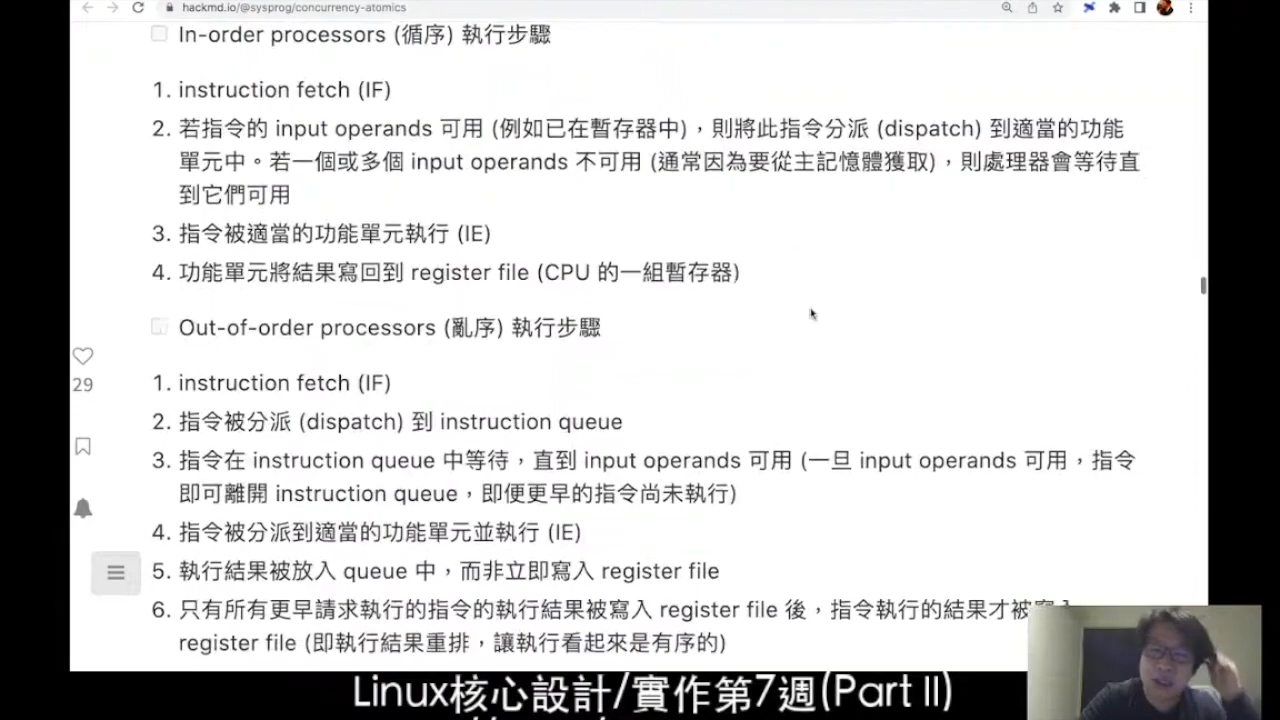 hackmd.io/@sysprog/concurrency-atomics
In-order processors (循序) 執行步驟
1. instruction fetch (IF)
2. 若指令的 input operands 可用 (例如已在暫存器中)，則將此指令分派 (dispatch) 到適當的功能
單元中。若一個或多個 input operands 不可用 (通常因為要從主記憶體獲取)，則處理器會等待直
到它們可用
3. 指令被適當的功能單元執行 (IE)
4. 功能單元將結果寫回到 register file (CPU 的一組暫存器)
Out-of-order processors (亂序) 執行步驟
29
1. instruction fetch (IF)
2. 指令被分派 (dispatch) 到 instruction queue
3. 指令在 instruction queue 中等待，直到 input operands 可用 (一旦 input operands 可用，指令
即可離開 instruction queue，即便更早的指令尚未執行)
4. 指令被分派到適當的功能單元並執行 (IE)
5. 執行結果被放入 queue 中，而非立即寫入 register file
6. 只有所有更早請求執行的指令的執行結果被寫入 register file 後，指令執行的結果才被寫入
register file (即執行結果重排，讓執行看起來是有序的)
Linux核心設計/實作第7週(Part II)